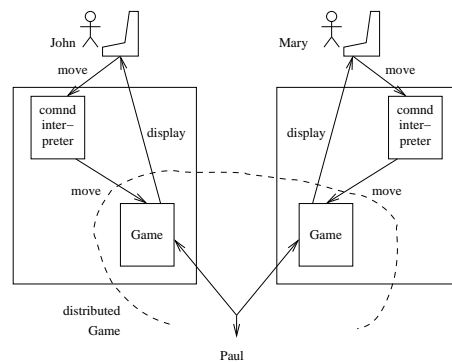 John
Mary
move
move
comnd
inter–
preter
comnd
inter–
preter
display
display
move
move
Game
Game
distributed
Game
Paul